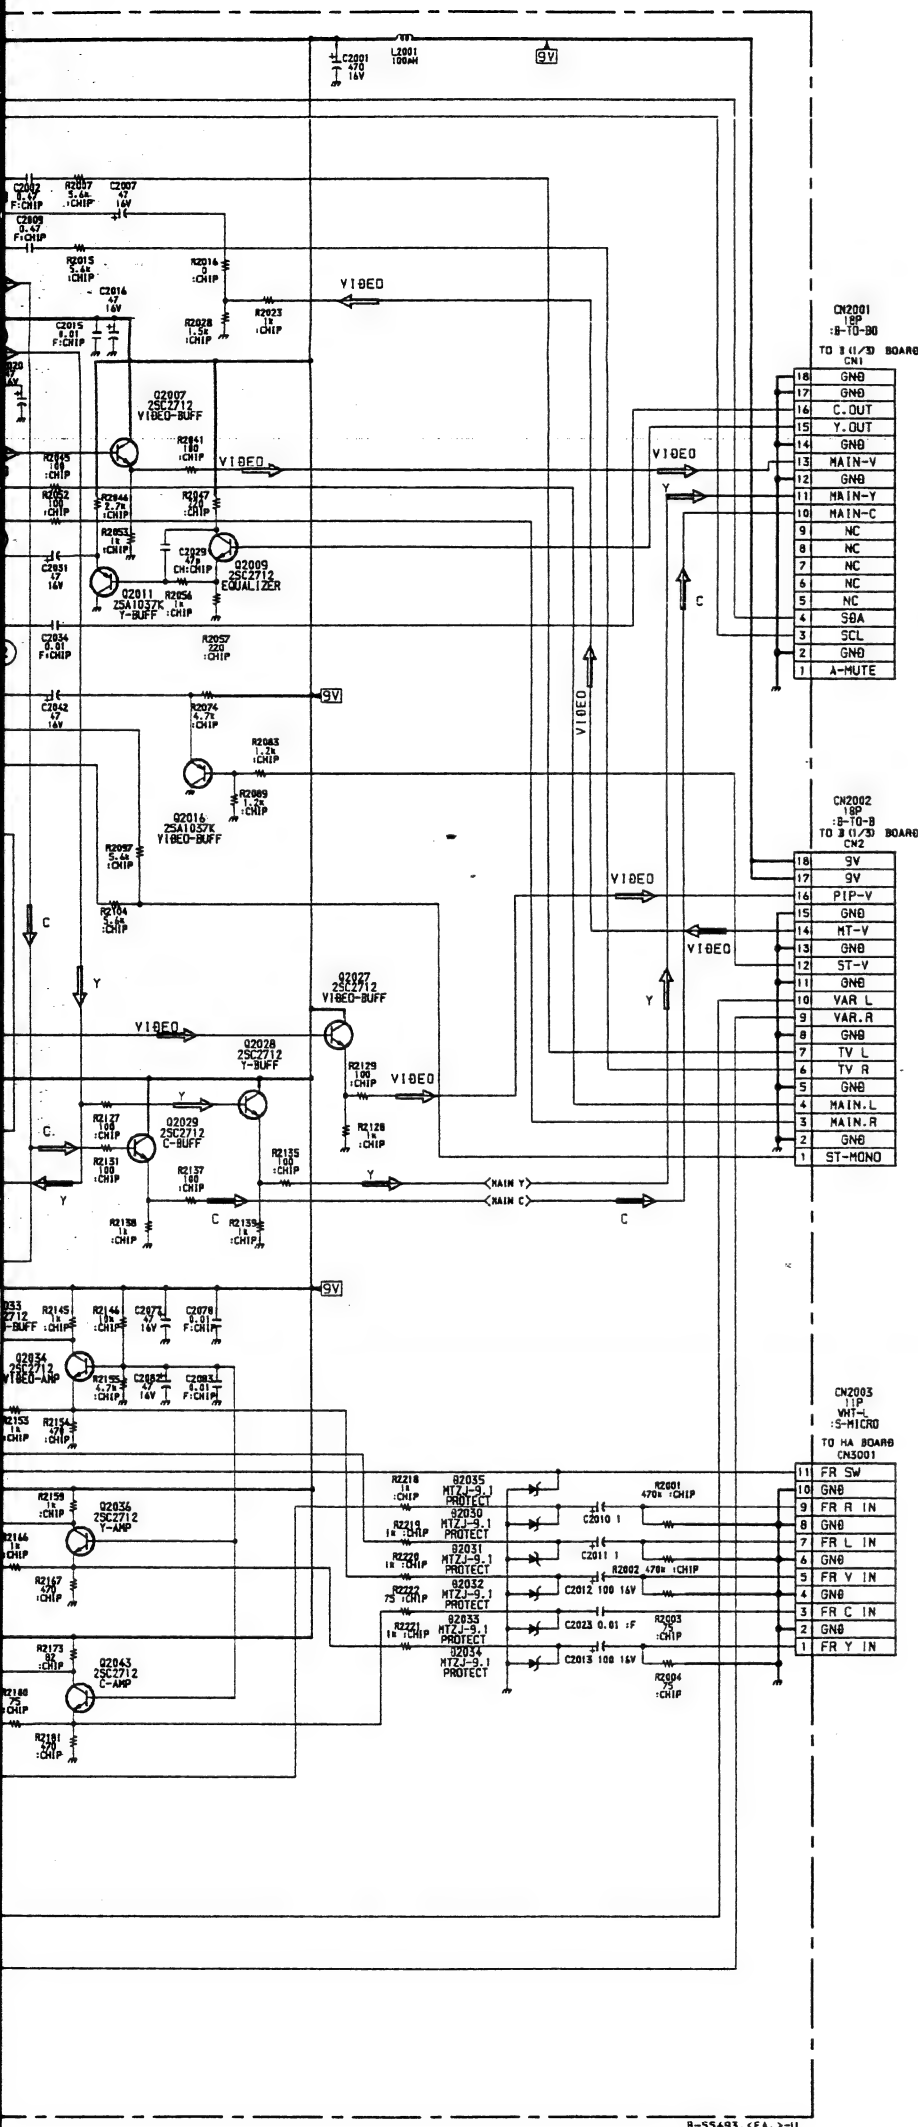 C2001
470
16V
L2001
100AH
9V
C2002
0.47
F:CHIP
R2007
5.6k
:CHIP
C2007
47
16V
C2009
0.47
F:CHIP
R2015
5.6k
:CHIP
R2016
0
:CHIP
VIDEO
C2016
47
16V
C2015
0.01
F:CHIP
R2028
1.5k
:CHIP
R2023
1k
:CHIP
Q2007
2SC2712
VIDEO-BUFF
R2041
100
:CHIP
VIDEO
R2045
100
:CHIP
R2052
100
:CHIP
R2046
2.7k
:CHIP
R2047
220
:CHIP
R2053
1k
:CHIP
C2029
47p
CH:CHIP
Q2009
2SC2712
EQUALIZER
C2031
47
16V
Q2011
2SA1037K
Y-BUFF
R2056
1k
:CHIP
C2034
0.01
F:CHIP
R2057
220
:CHIP
C2042
47
16V
R2074
4.7k
:CHIP
9V
R2083
1.2k
:CHIP
R2089
1.2k
:CHIP
Q2016
2SA1037K
VIDEO-BUFF
R2097
5.6k
:CHIP
R2104
5.6k
:CHIP
VIDEO
Y
C
VIDEO
CN2001
18P
:B-TO-BO
TO B (1/3) BOARD
CN1
18 GND
17 GND
16 C.OUT
15 Y.OUT
14 GND
13 MAIN-V
12 GND
11 MAIN-Y
10 MAIN-C
9 NC
8 NC
7 NC
6 NC
5 NC
4 SDA
3 SCL
2 GND
1 A-MUTE
CN2002
18P
:B-TO-B
TO B (1/3) BOARD
CN2
18 9V
17 9V
16 PIP-V
15 GND
14 MT-V
13 GND
12 ST-V
11 GND
10 VAR L
9 VAR.R
8 GND
7 TV L
6 TV R
5 GND
4 MAIN.L
3 MAIN.R
2 GND
1 ST-MONO
VIDEO
VIDEO
C
Y
Y
Q2027
2SC2712
VIDEO-BUFF
VIDEO
Q2028
2SC2712
Y-BUFF
R2129
100
:CHIP
VIDEO
R2127
100
:CHIP
Y
Q2029
2SC2712
C-BUFF
R2128
1k
:CHIP
C
R2131
100
:CHIP
R2137
100
:CHIP
R2135
100
:CHIP
Y
Y
<MAIN Y>
C
<MAIN C>
C
R2138
1k
:CHIP
R2139
1k
:CHIP
9V
R2145
1k
:CHIP
R2146
10k
:CHIP
C2077
47
16V
C2078
0.01
F:CHIP
Q2034
2SC2712
VIDEO-AMP
R2155
4.7k
:CHIP
C2082
47
16V
C2083
0.01
F:CHIP
R2153
1k
:CHIP
R2154
470
:CHIP
R2159
1k
:CHIP
Q2036
2SC2712
Y-AMP
R2166
1k
:CHIP
R2167
470
:CHIP
R2173
82
:CHIP
Q2043
2SC2712
C-AMP
R2180
75
:CHIP
R2181
470
:CHIP
R2218
1k
:CHIP
R2219
1k :CHIP
R2220
1k :CHIP
R2222
75 :CHIP
R2221
1k :CHIP
D2035
MTZJ-9.1
PROTECT
D2030
MTZJ-9.1
PROTECT
D2031
MTZJ-9.1
PROTECT
D2032
MTZJ-9.1
PROTECT
D2033
MTZJ-9.1
PROTECT
D2034
MTZJ-9.1
PROTECT
R2001
470k :CHIP
C2010 1
C2011 1
R2002 470k :CHIP
C2012 100 16V
C2023 0.01 :F
R2003
75
:CHIP
C2013 100 16V
R2004
75
:CHIP
CN2003
11P
WHT-L
:S-MICRO
TO HA BOARD
CN3001
11 FR SW
10 GND
9 FR R IN
8 GND
7 FR L IN
6 GND
5 FR V IN
4 GND
3 FR C IN
2 GND
1 FR Y IN
B-SS493 <EA.>-U